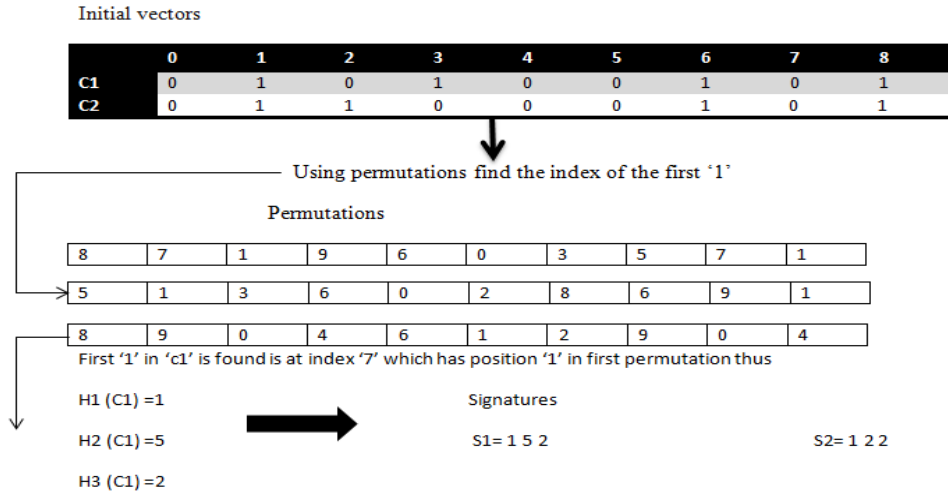 Initial vectors
0 1 2 3 4 5 6 7 8
C1 0 1 0 1 0 0 1 0 1
C2 0 1 1 0 0 0 1 0 1
Using permutations find the index of the first ‘1’
Permutations
8 7 1 9 6 0 3 5 7 1
5 1 3 6 0 2 8 6 9 1
8 9 0 4 6 1 2 9 0 4
First ‘1’ in ‘c1’ is found is at index ‘7’ which has position ‘1’ in first permutation thus
H1 (C1) =1 Signatures
H2 (C1) =5 S1= 1 5 2 S2= 1 2 2
H3 (C1) =2